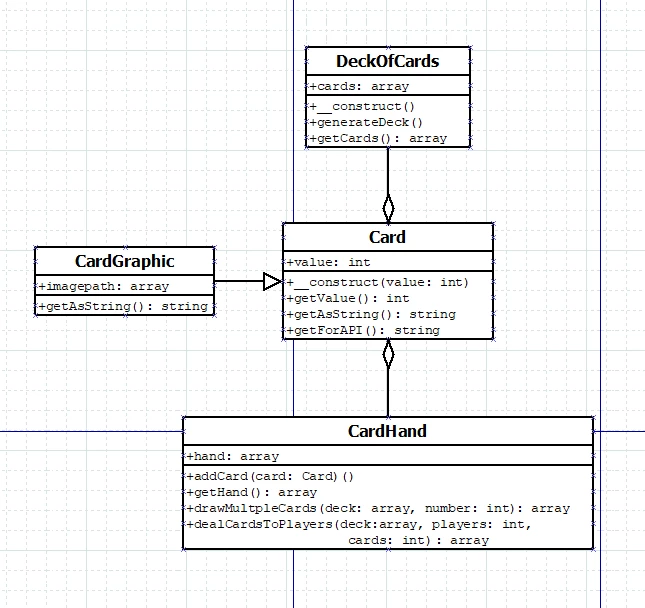 DeckOfCards
+cards: array
+__construct()
+generateDeck()
+getCards(): array
Card
+value: int
+__construct(value: int)
+getValue(): int
+getAsString(): string
+getForAPI(): string
CardGraphic
+imagepath: array
+getAsString(): string
CardHand
+hand: array
+addCard(card: Card)()
+getHand(): array
+drawMultpleCards(deck: array, number: int): array
+dealCardsToPlayers(deck:array, players: int,
cards: int): array